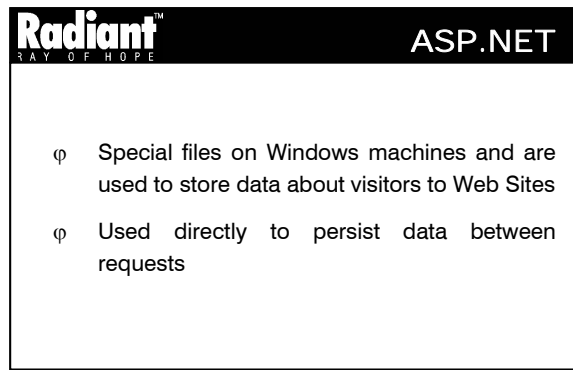 Radiant™ ASP.NET
RAY OF HOPE
φ Special files on Windows machines and are
used to store data about visitors to Web Sites
φ Used directly to persist data between
requests